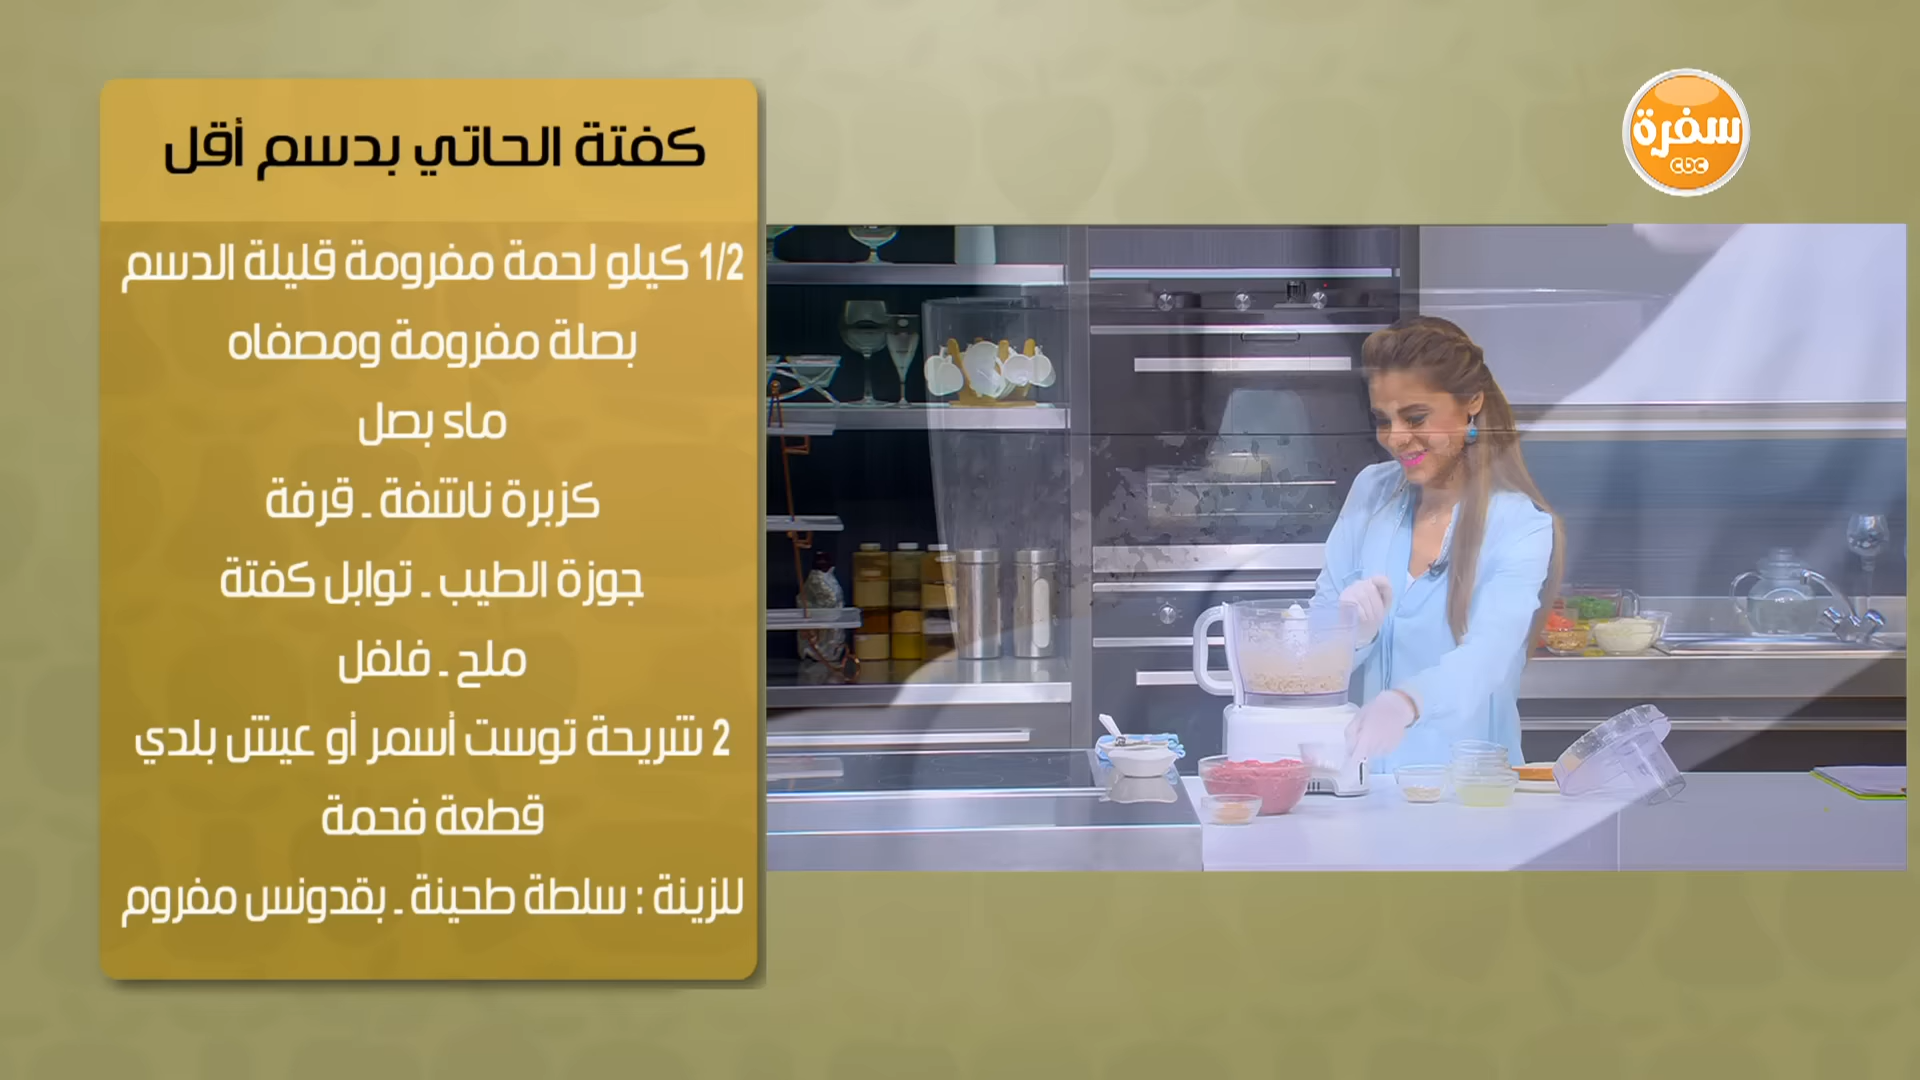 كفتة الحاتي بدسم أقل
1/2 كيلو لحمة مفرومة قليلة الدسم
بصلة مفرومة ومصفاه
ماء بصل
كزبرة ناشفة - قرفة
جوزة الطيب - توابل كفتة
ملح - فلفل
2 شريحة توست أسمر أو عيش بلدي
قطعة فحمة
للزينة : سلطة طحينة - بقدونس مفروم
سفرة
cbc